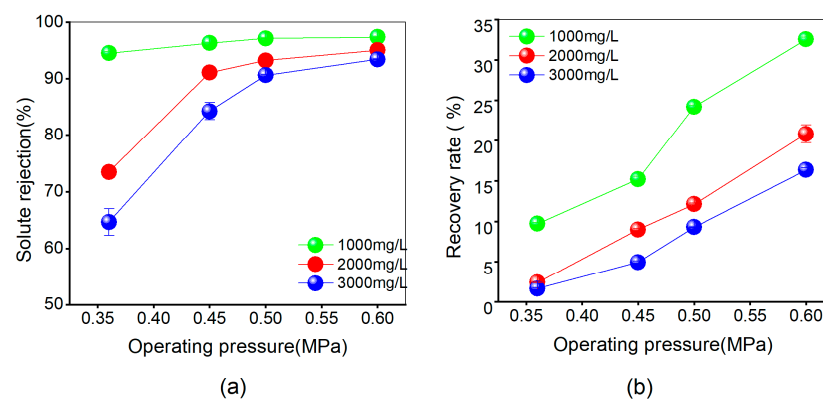 100
90
80
70
60
50
Solute rejection(%)
1000mg/L
2000mg/L
3000mg/L
0.35 0.40 0.45 0.50 0.55 0.60
Operating pressure(MPa)
(a)
35
30
25
20
15
10
5
0
Recovery rate ( %)
1000mg/L
2000mg/L
3000mg/L
0.35 0.40 0.45 0.50 0.55 0.60
Operating pressure(MPa)
(b)